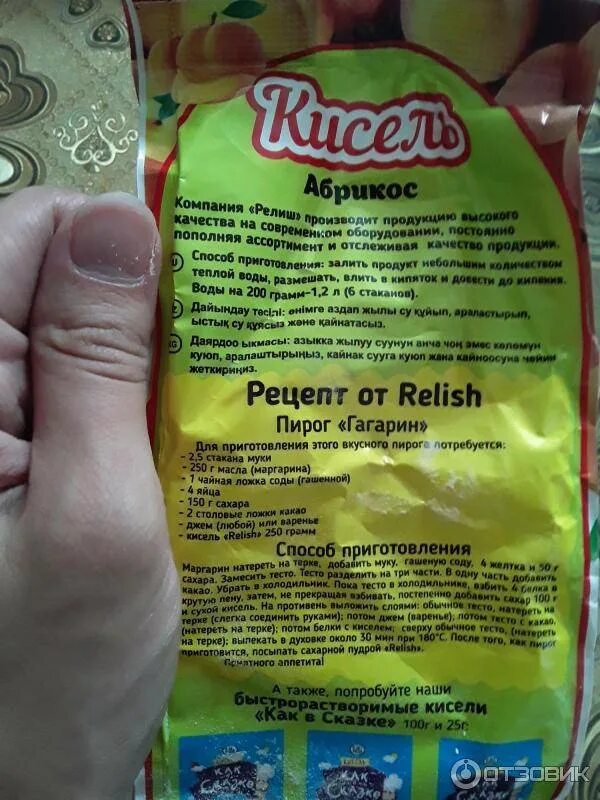 Кисель
Абрикос
Компания «Релиш» производит продукцию высокого
качества на современном оборудовании, постоянно
пополняя ассортимент и отслеживая качество продукции.
Способ приготовления: залить продукт небольшим количеством
теплой воды, размешать, влить в кипяток и довести до кипения.
Воды на 200 грамм-1,2 л (6 стаканов).
Дайындау тәсілі: өнімге аздап жылы су құйып, араластырып,
ыстық су құясыз және қайнатасыз.
Даярдоо ыкмасы: азыкка жылуу суунун анча чоң эмес көлөмүн
куюп, аралаштырыңыз, кайнак сууга куюп жана кайноосуна чейин
жеткириңиз.
Рецепт от Relish
Пирог «Гагарин»
Для приготовления этого вкусного пирога потребуется:
- 2,5 стакана муки
- 250 г масла (маргарина)
- 1 чайная ложка соды (гашенной)
- 4 яйца
- 150 г сахара
- 2 столовые ложки какао
- джем (любой) или варенье
- кисель «Relish» 250 грамм
Способ приготовления
Маргарин натереть на терке, добавить муку, гашеную соду, 4 желтка и 50 г
сахара. Замесить тесто. Тесто разделить на три части. В одну часть добавить
какао. Убрать в холодильник. Пока тесто в холодильнике, взбить 4 белка в
крутую пену, затем, не прекращая взбивать, постепенно добавить сахар 100 г
и сухой кисель. На противень выложить слоями: обычное тесто, натереть на
терке (слегка соединить руками); потом джем (варенье); потом тесто с какао,
(натереть на терке); потом белки с киселем; сверху обычное тесто, (натереть
на терке); выпекать в духовке около 30 мин при 180°С. После того, как пирог
приготовится, посыпать сахарной пудрой «Relish».
Приятного аппетита!
А также, попробуйте наши
быстрорастворимые кисели
«Как в Сказке» 100г и 25г
КАК в Сказке
КАК в Сказке
КАК в Сказке
ОТЗОВИК